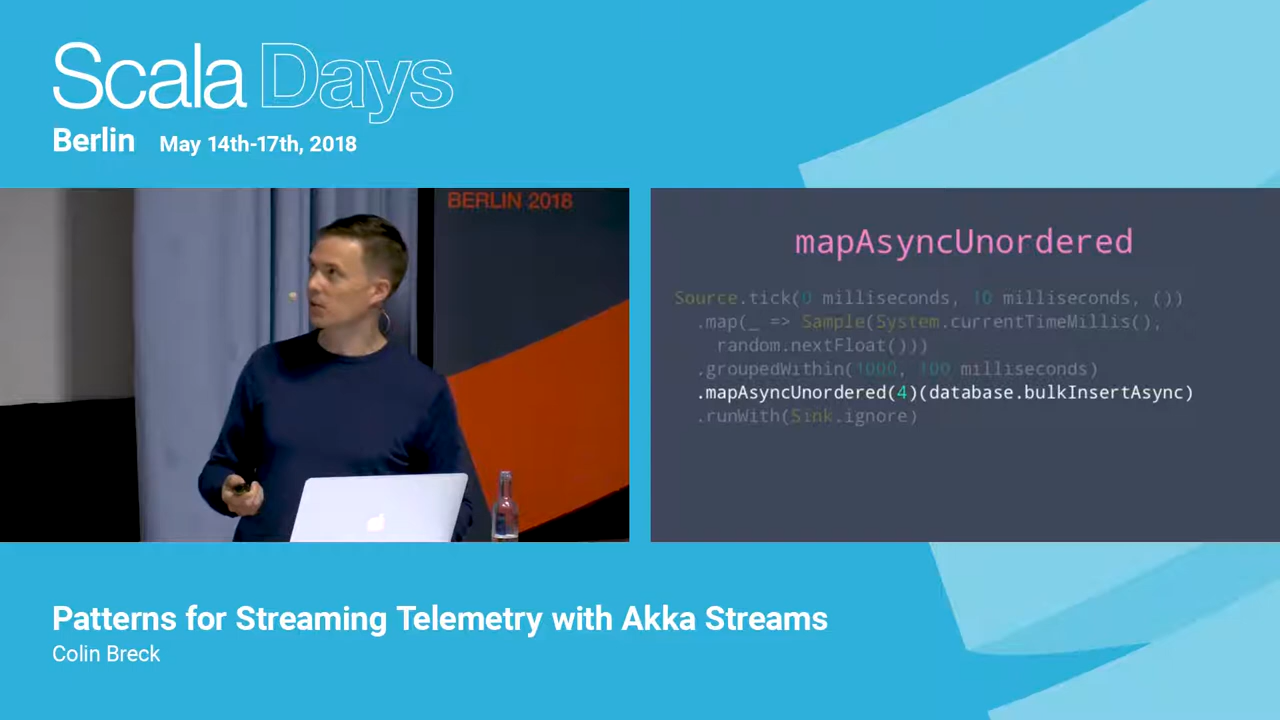 Scala Days
Berlin May 14th-17th, 2018
BERLIN 2018
mapAsyncUnordered
Source.tick(0 milliseconds, 10 milliseconds, ())
.map(_ => Sample(System.currentTimeMillis(),
random.nextFloat()))
.groupedWithin(1000, 100 milliseconds)
.mapAsyncUnordered(4)(database.bulkInsertAsync)
.runWith(Sink.ignore)
Patterns for Streaming Telemetry with Akka Streams
Colin Breck